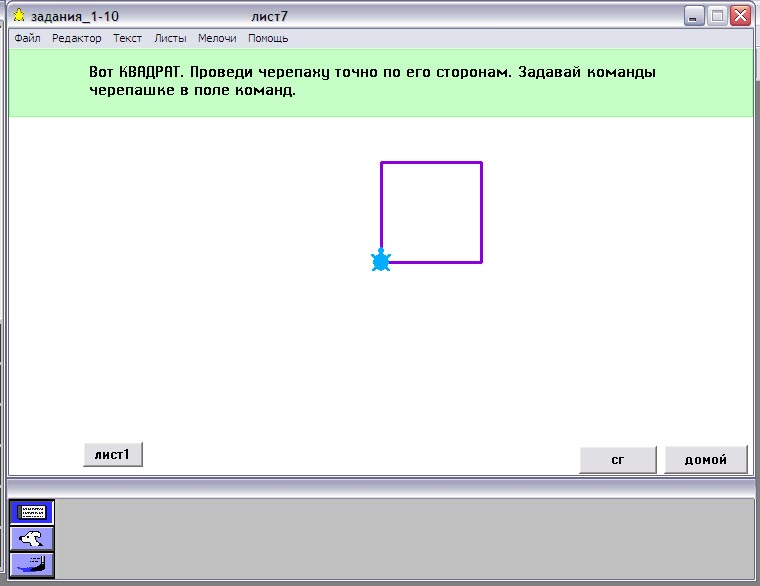 задания_1-10 лист7
Файл Редактор Текст Листы Мелочи Помощь
Вот КВАДРАТ. Проведи черепаху точно по его сторонам. Задавай команды
черепашке в поле команд.
лист1
сг
домой